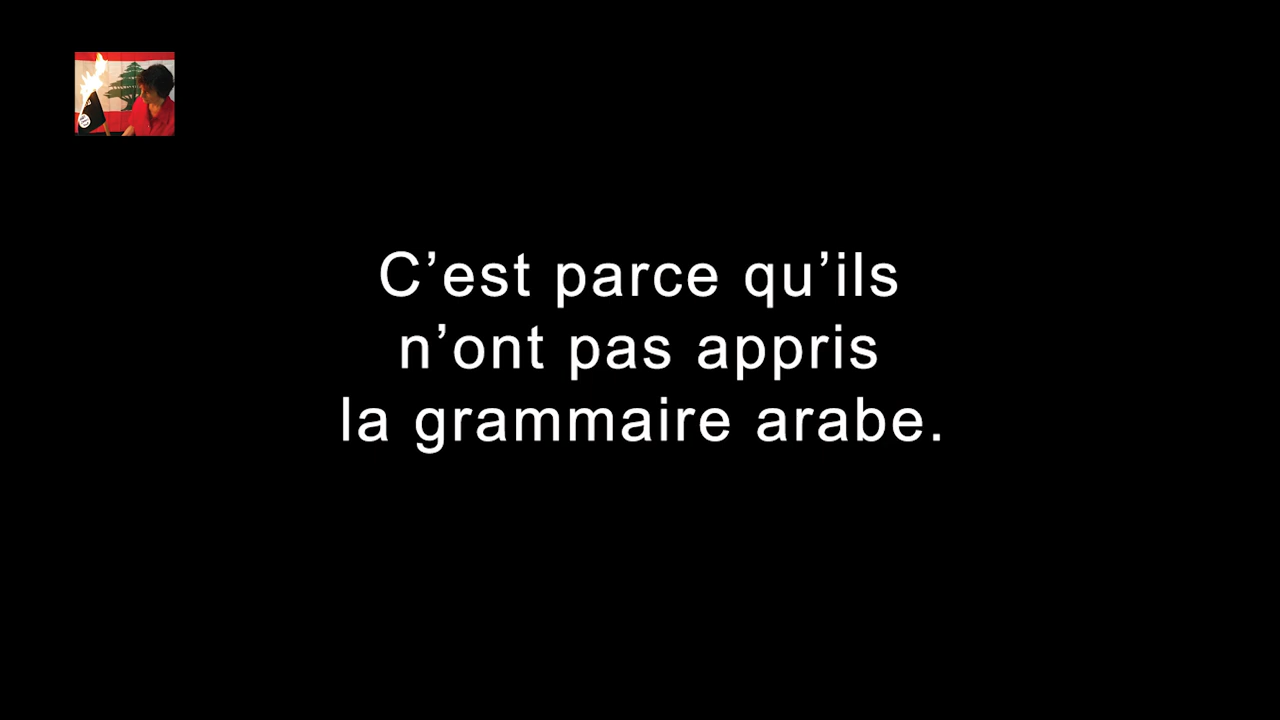 C’est parce qu’ils
n’ont pas appris
la grammaire arabe.